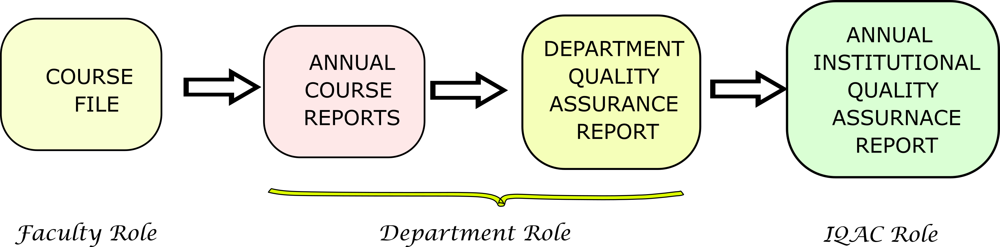 COURSE
FILE
ANNUAL
COURSE
REPORTS
DEPARTMENT
QUALITY
ASSURANCE
REPORT
ANNUAL
INSTITUTIONAL
QUALITY
ASSURNACE
REPORT
Faculty Role
Department Role
IQAC Role